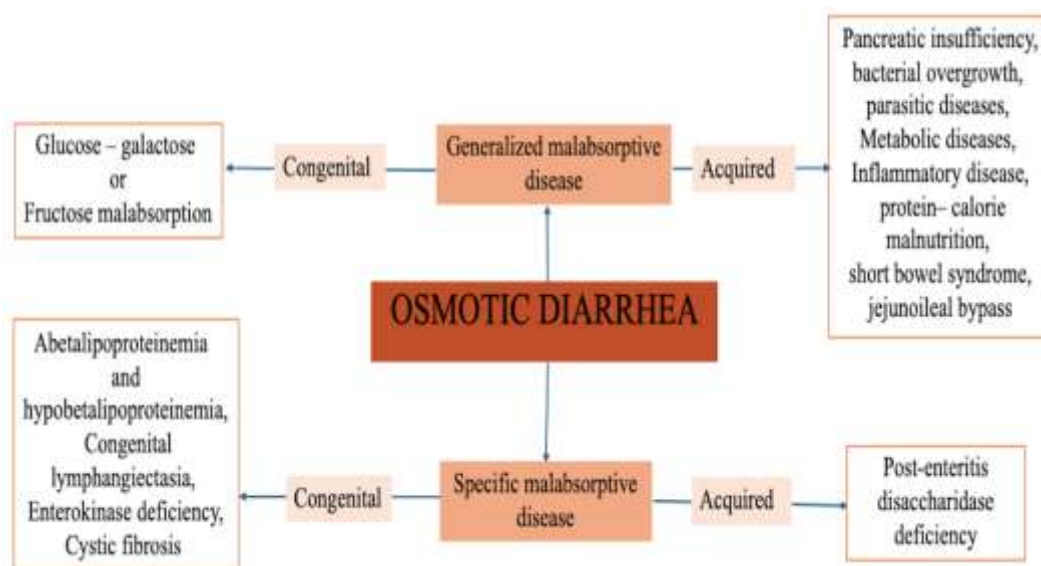 Pancreatic insufficiency,
bacterial overgrowth,
parasitic diseases,
Metabolic diseases,
Inflammatory disease,
protein– calorie
malnutrition,
short bowel syndrome,
jejunoileal bypass
Glucose – galactose
or
Fructose malabsorption
Congenital
Generalized malabsorptive
disease
Acquired
OSMOTIC DIARRHEA
Abetalipoproteinemia
and
hypobetalipoproteinemia,
Congenital
lymphangiectasia,
Enterokinase deficiency,
Cystic fibrosis
Congenital
Specific malabsorptive
disease
Acquired
Post-enteritis
disaccharidase
deficiency